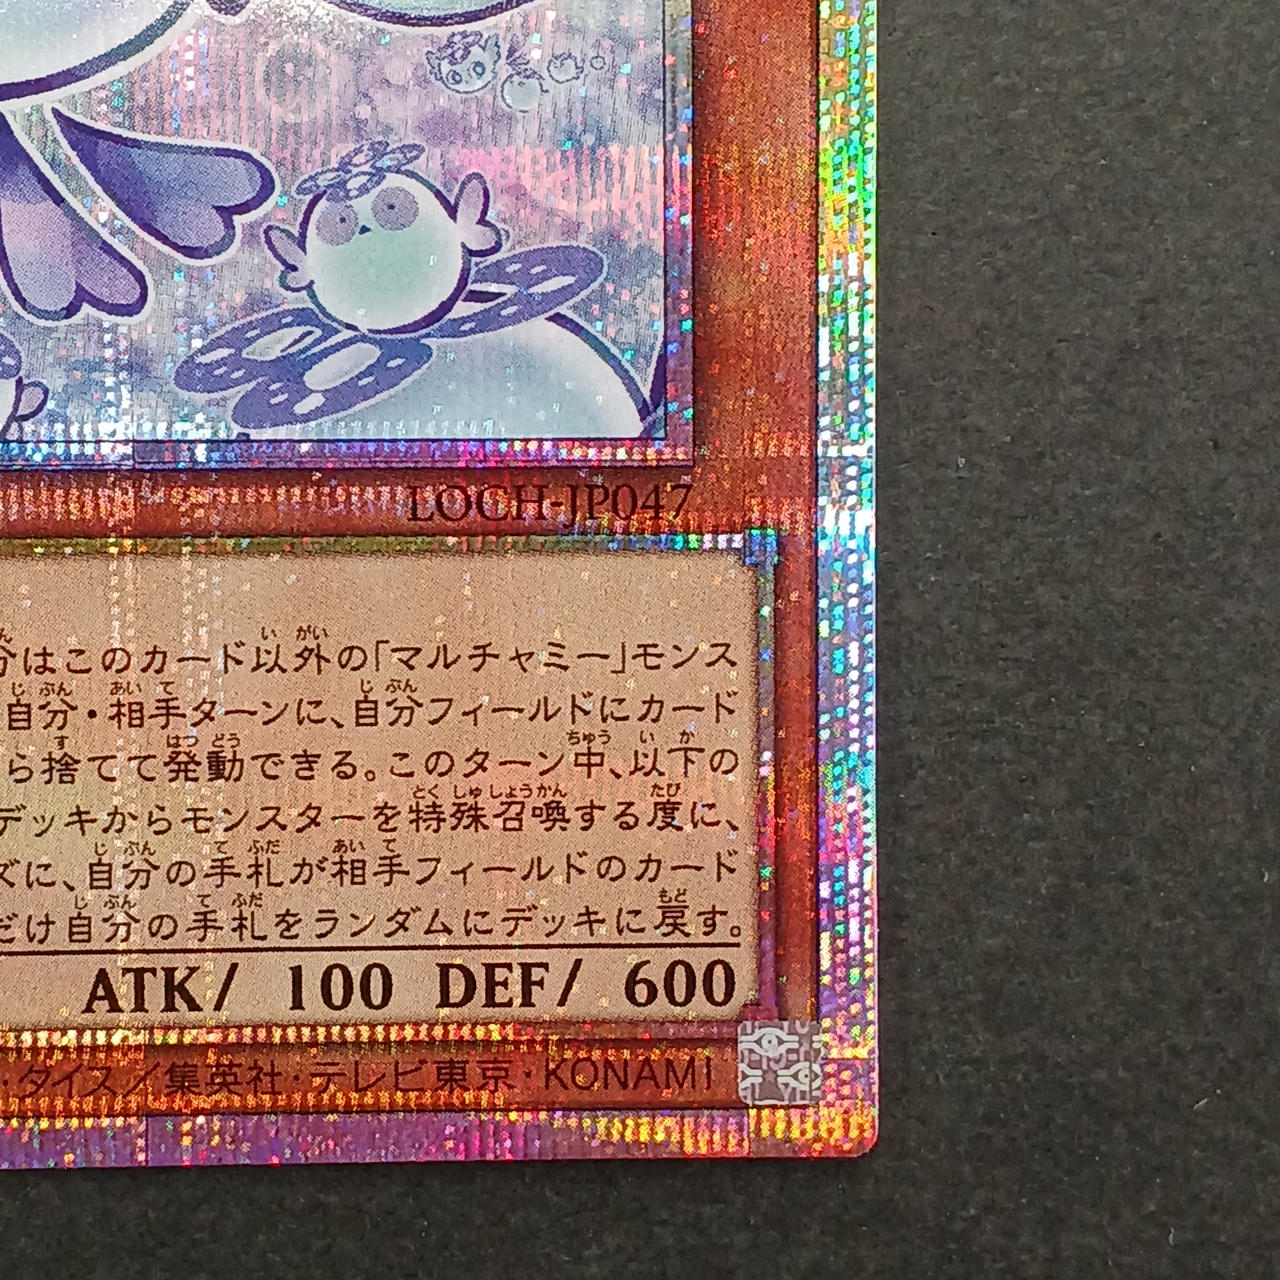 LOCH-JP047
分はこのカード以外の「マルチャミー」モンス
自分・相手ターンに、自分フィールドにカード
ら捨てて発動できる。このターン中、以下の
デッキからモンスターを特殊召喚する度に、
ズに、自分の手札が相手フィールドのカード
だけ自分の手札をランダムにデッキに戻す。
ATK/ 100 DEF/ 600
・タイス/集英社・テレビ東京・KONAMI